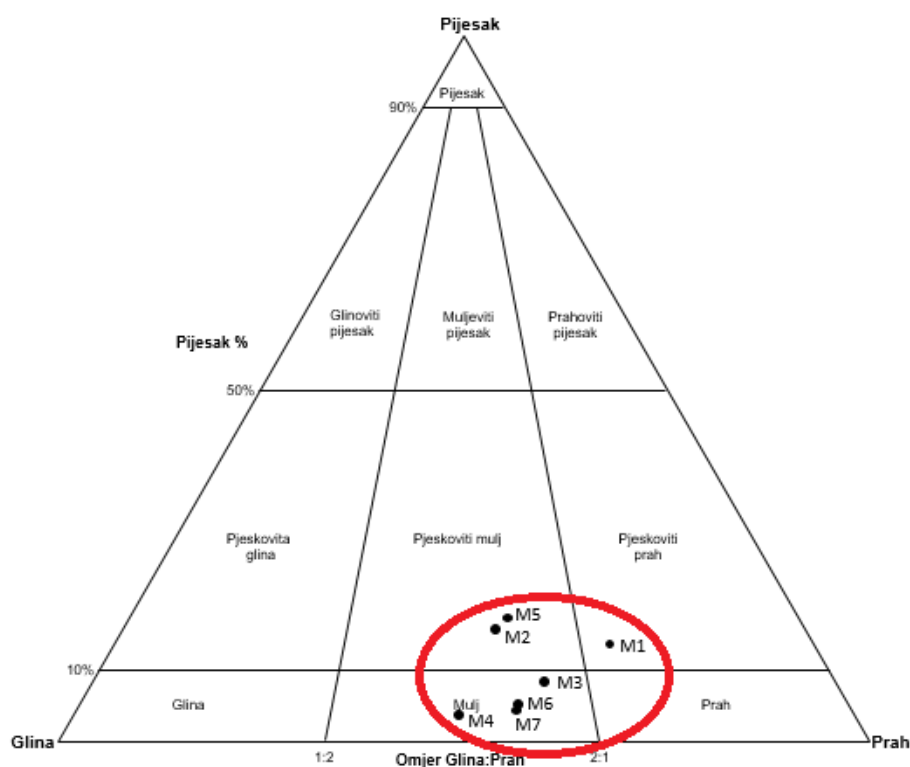 Pijesak
Pijesak
90%
Glinoviti
pijesak
Muljeviti
pijesak
Prahoviti
pijesak
Pijesak %
50%
Pjeskovita
glina
Pjeskoviti mulj
Pjeskoviti
prah
M5
M2
M1
10%
M3
Glina
Mulj
M6
Prah
M4
M7
Glina
Prah
1:2
Omjer Glina:Prah
2:1